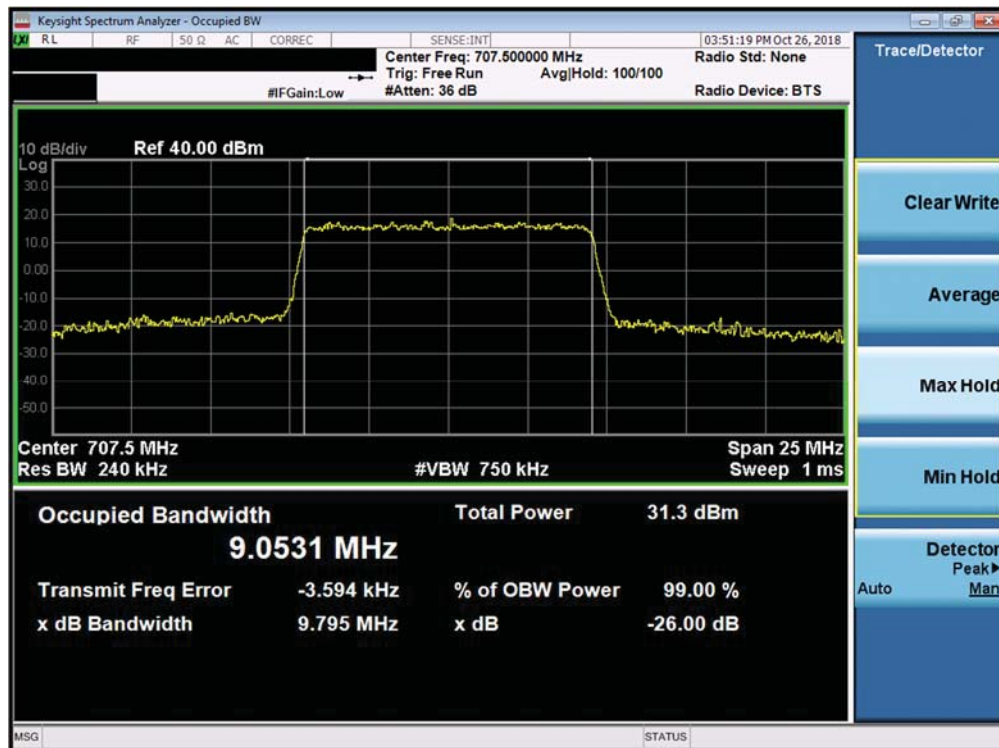 Keysight Spectrum Analyzer - Occupied BW
LXI RL RF 50 Ω AC CORREC SENSE:INT 03:51:19 PM Oct 26, 2018
Center Freq: 707.500000 MHz Radio Std: None
Trig: Free Run Avg|Hold: 100/100
#IFGain:Low #Atten: 36 dB Radio Device: BTS
10 dB/div Ref 40.00 dBm
Log
30.0
20.0
10.0
0.00
-10.0
-20.0
-30.0
-40.0
-50.0
Center 707.5 MHz Span 25 MHz
Res BW 240 kHz #VBW 750 kHz Sweep 1 ms
Occupied Bandwidth Total Power 31.3 dBm
9.0531 MHz
Transmit Freq Error -3.594 kHz % of OBW Power 99.00 %
x dB Bandwidth 9.795 MHz x dB -26.00 dB
MSG STATUS
Trace/Detector
Clear Write
Average
Max Hold
Min Hold
Detector
Peak▶
Auto Man